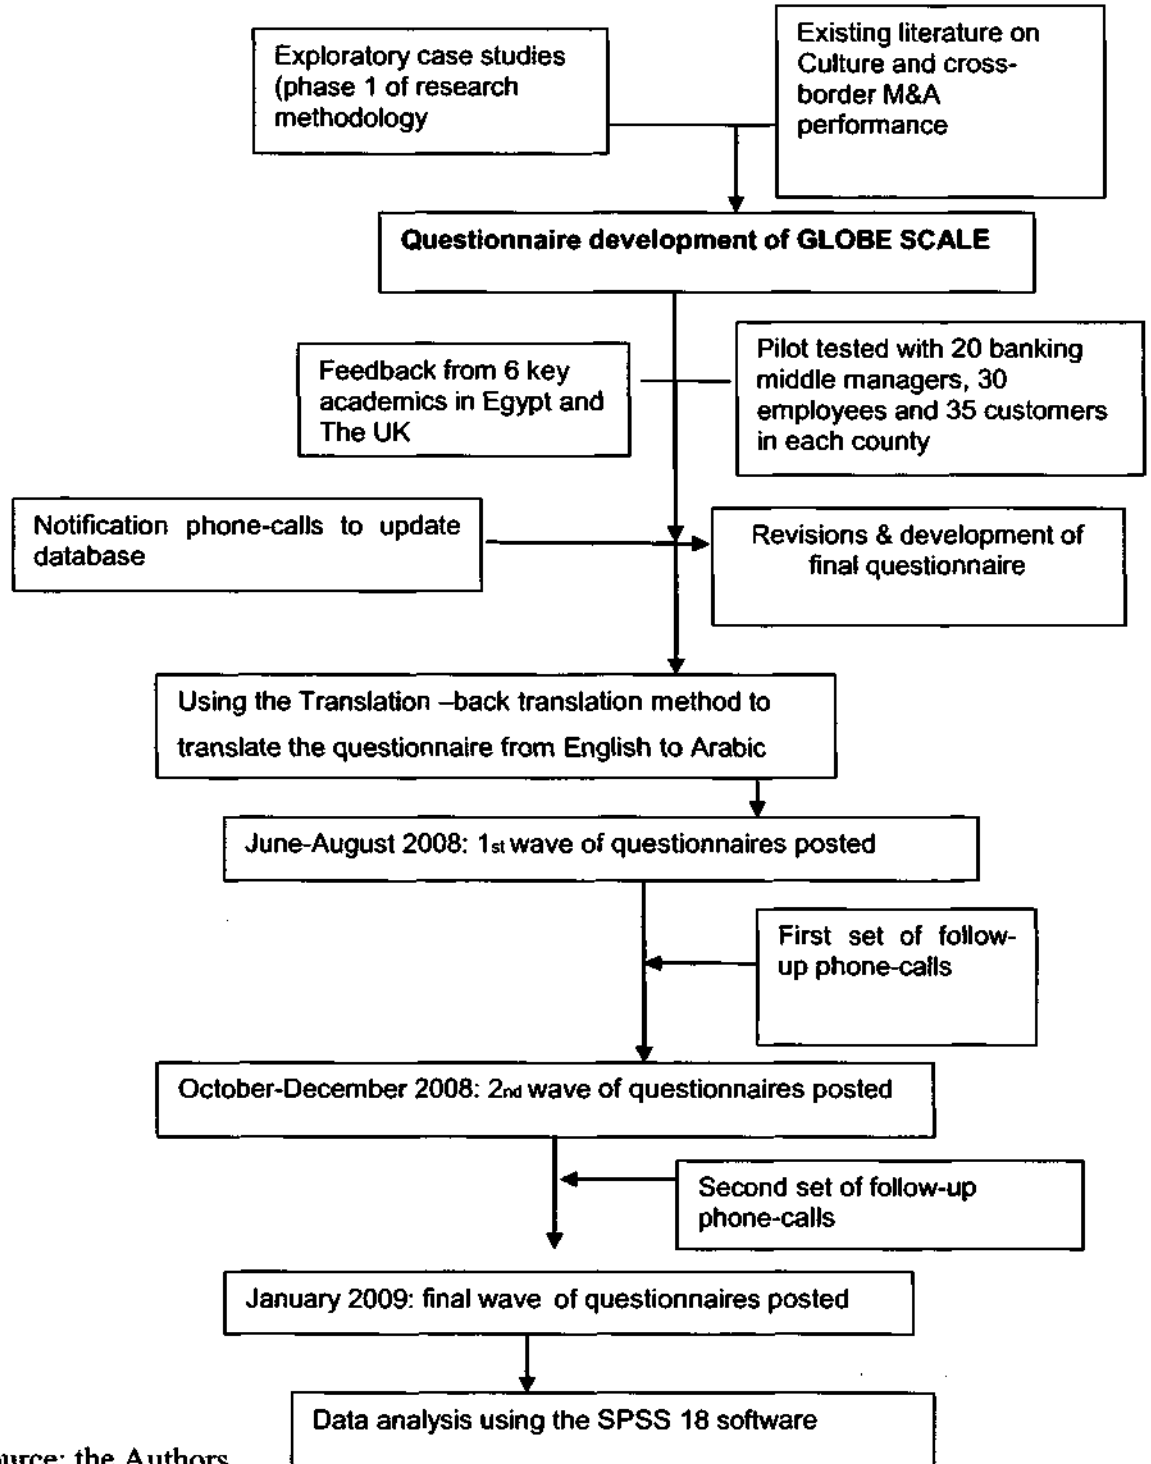 Exploratory case studies
(phase 1 of research
methodology
Existing literature on
Culture and cross-
border M&A
performance
Questionnaire development of GLOBE SCALE
Feedback from 6 key
academics in Egypt and
The UK
Pilot tested with 20 banking
middle managers, 30
employees and 35 customers
in each county
Notification phone-calls to update
database
Revisions & development of
final questionnaire
Using the Translation –back translation method to
translate the questionnaire from English to Arabic
June-August 2008: 1st wave of questionnaires posted
First set of follow-
up phone-calls
October-December 2008: 2nd wave of questionnaires posted
Second set of follow-up
phone-calls
January 2009: final wave of questionnaires posted
Data analysis using the SPSS 18 software
ource: the Authors